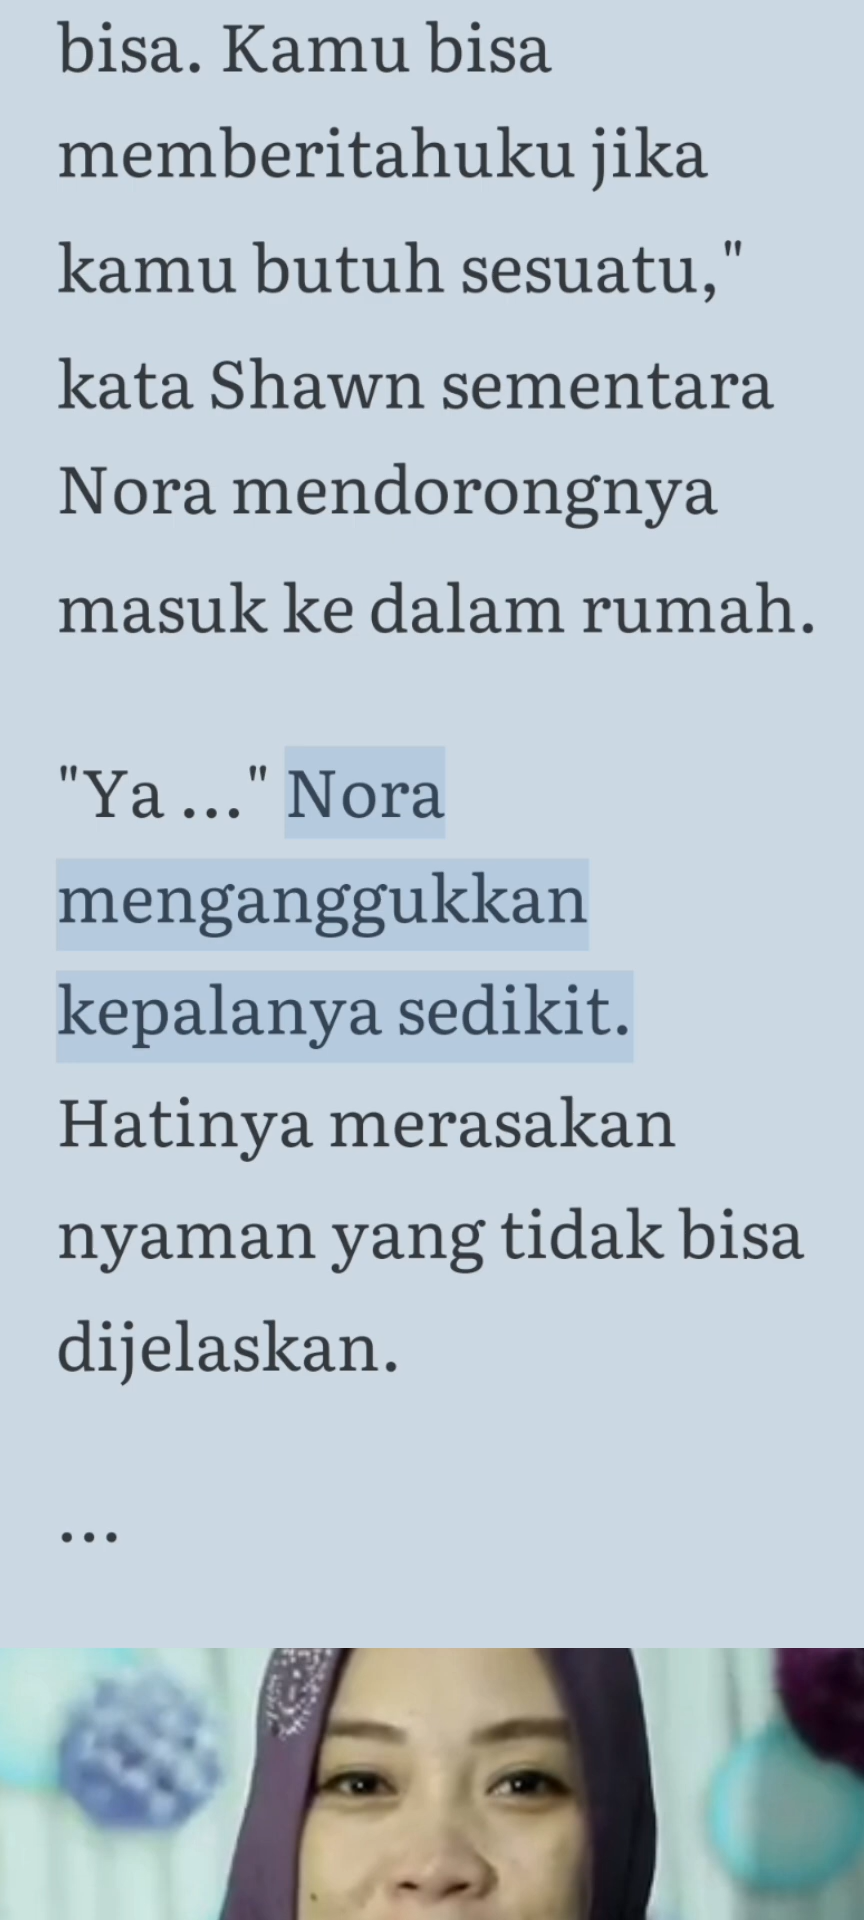 bisa. Kamu bisa
memberitahuku jika
kamu butuh sesuatu,"
kata Shawn sementara
Nora mendorongnya
masuk ke dalam rumah.
"Ya ..." Nora
menganggukkan
kepalanya sedikit.
Hatinya merasakan
nyaman yang tidak bisa
dijelaskan.
...